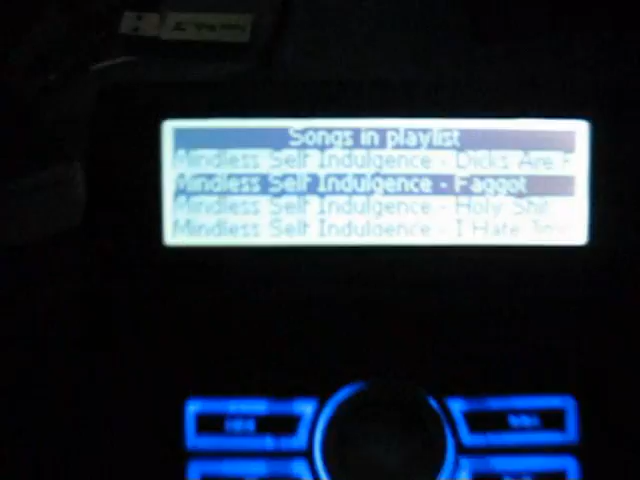 Songs in playlist
Mindless Self Indulgence - Dicks Are F
Mindless Self Indulgence - Faggot
Mindless Self Indulgence - Holy Shit
Mindless Self Indulgence - I Hate Jim